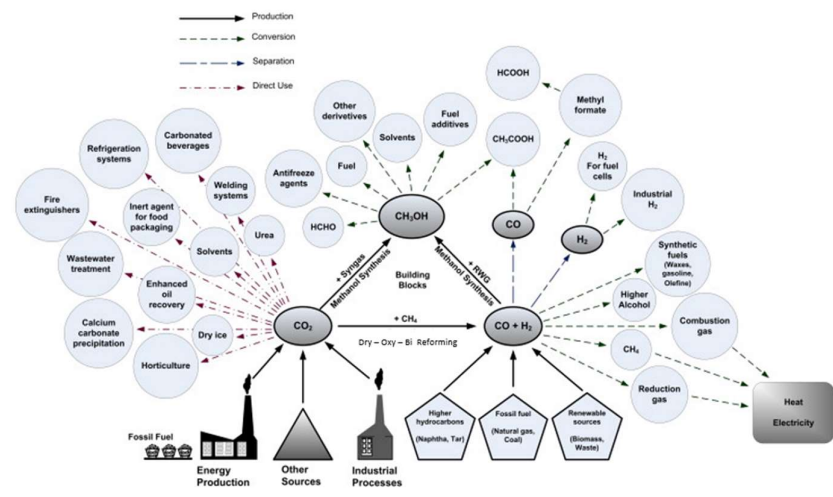 Production
Conversion
Separation
Direct Use
HCOOH
Methyl
formate
Other
derivetives
Solvents
Fuel
additives
CH₃COOH
Carbonated
beverages
Refrigeration
systems
Antifreeze
agents
Fuel
H₂
For fuel
cells
Welding
systems
Industrial
H₂
Fire
extinguishers
Inert agent
for food
packaging
HCHO
CH₃OH
CO
H₂
Urea
Solvents
Wastewater
treatment
+ Syngas
Methanol Synthesis
Building
Blocks
+ RWG
Methanol Synthesis
Synthetic
fuels
(Waxes,
gasoline,
Olefine)
Enhanced
oil
recovery
Higher
Alcohol
Calcium
carbonate
precipitation
Dry ice
CO₂
+ CH₄
CO + H₂
Combustion
gas
Dry – Oxy – Bi Reforming
CH₄
Horticulture
Reduction
gas
Heat
Electricity
Higher
hydrocarbons
(Naphtha, Tar)
Fossil fuel
(Natural gas,
Coal)
Renewable
sources
(Biomass,
Waste)
Fossil Fuel
Energy
Production
Other
Sources
Industrial
Processes